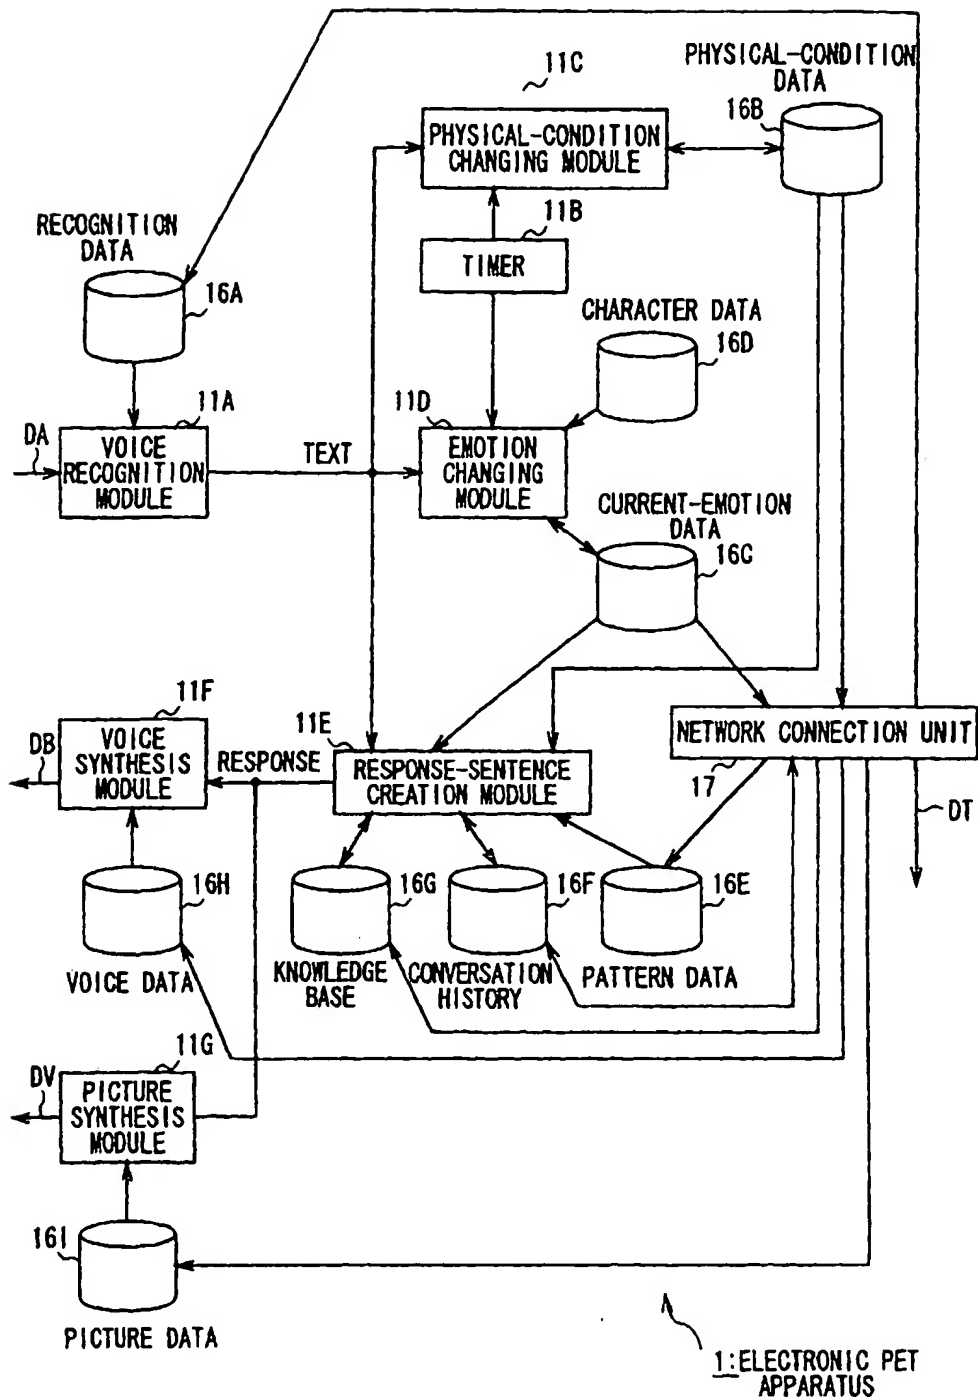 11C
PHYSICAL-CONDITION
DATA
16B
PHYSICAL-CONDITION
CHANGING MODULE
11B
TIMER
RECOGNITION
DATA
16A
CHARACTER DATA
16D
11A
11D
DA
VOICE
RECOGNITION
MODULE
TEXT
EMOTION
CHANGING
MODULE
CURRENT-EMOTION
DATA
16C
11F
DB
VOICE
SYNTHESIS
MODULE
RESPONSE
11E
RESPONSE-SENTENCE
CREATION MODULE
NETWORK CONNECTION UNIT
17
DT
16H
VOICE DATA
16G
KNOWLEDGE
BASE
16F
CONVERSATION
HISTORY
16E
PATTERN DATA
11G
DV
PICTURE
SYNTHESIS
MODULE
16I
PICTURE DATA
1:ELECTRONIC PET
APPARATUS